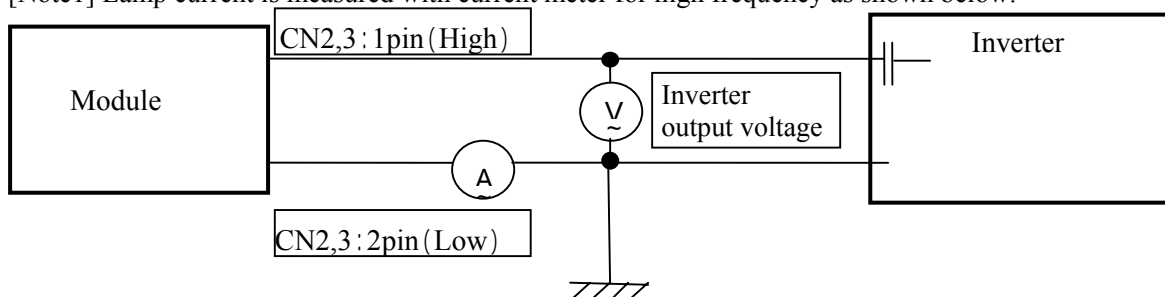 [Note1] Lamp current is measured with current meter for high frequency as shown below.
CN2,3 : 1pin (High)
Inverter
Module
V
~
Inverter
output voltage
A
~
CN2,3 : 2pin (Low)